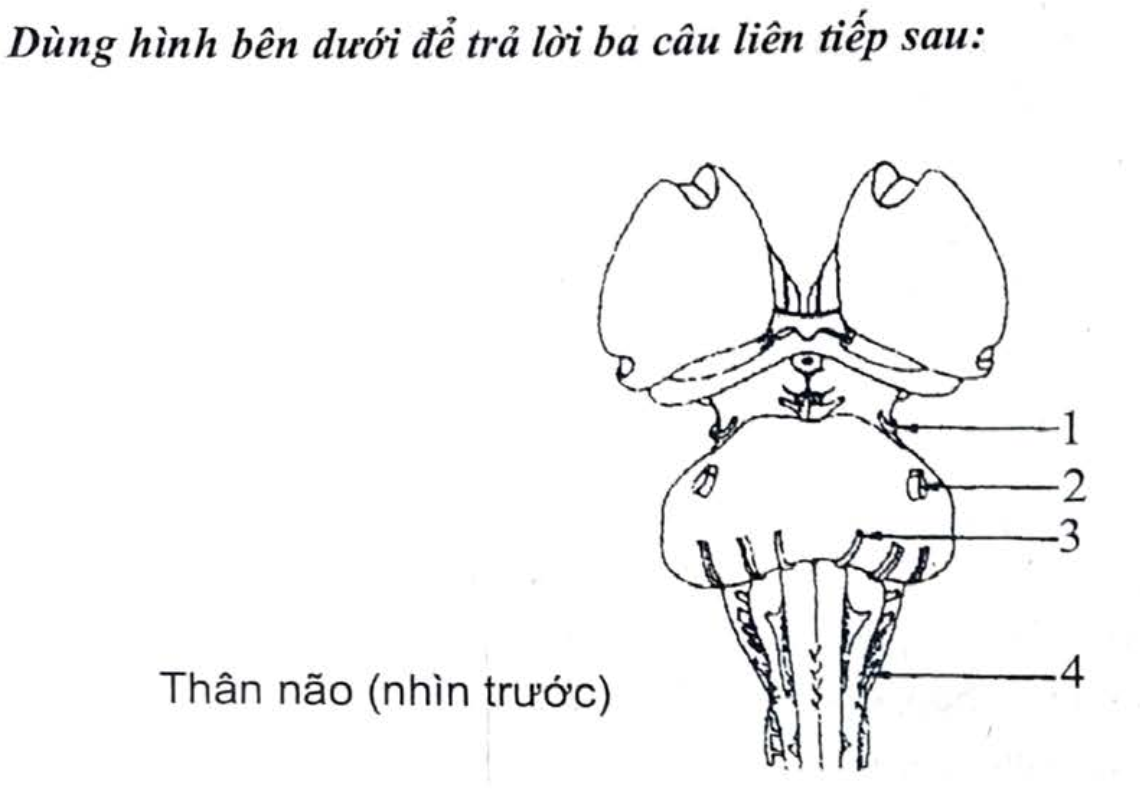 Dùng hình bên dưới để trả lời ba câu liên tiếp sau:
1
2
3
4
Thân não (nhìn trước)